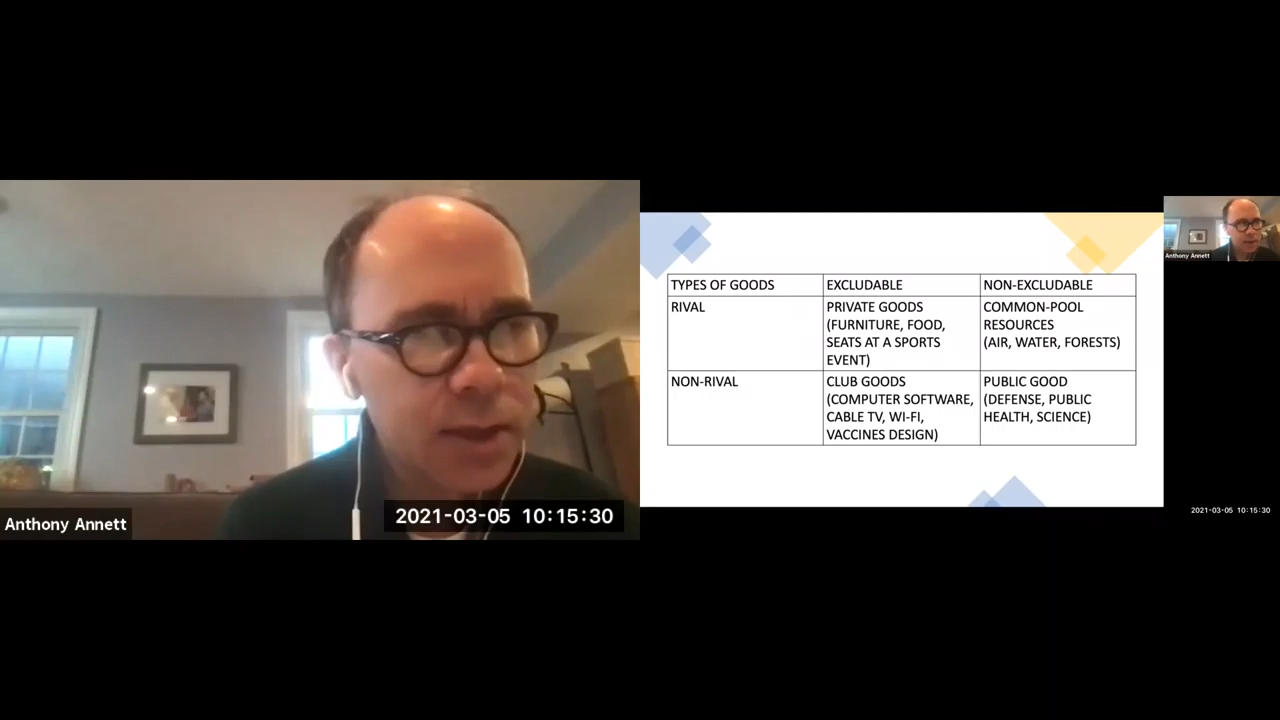 Anthony Annett
2021-03-05 10:15:30
TYPES OF GOODS
EXCLUDABLE
NON-EXCLUDABLE
RIVAL
PRIVATE GOODS
(FURNITURE, FOOD,
SEATS AT A SPORTS
EVENT)
COMMON-POOL
RESOURCES
(AIR, WATER, FORESTS)
NON-RIVAL
CLUB GOODS
(COMPUTER SOFTWARE,
CABLE TV, WI-FI,
VACCINES DESIGN)
PUBLIC GOOD
(DEFENSE, PUBLIC
HEALTH, SCIENCE)
Anthony Annett
2021-03-05 10:15:30